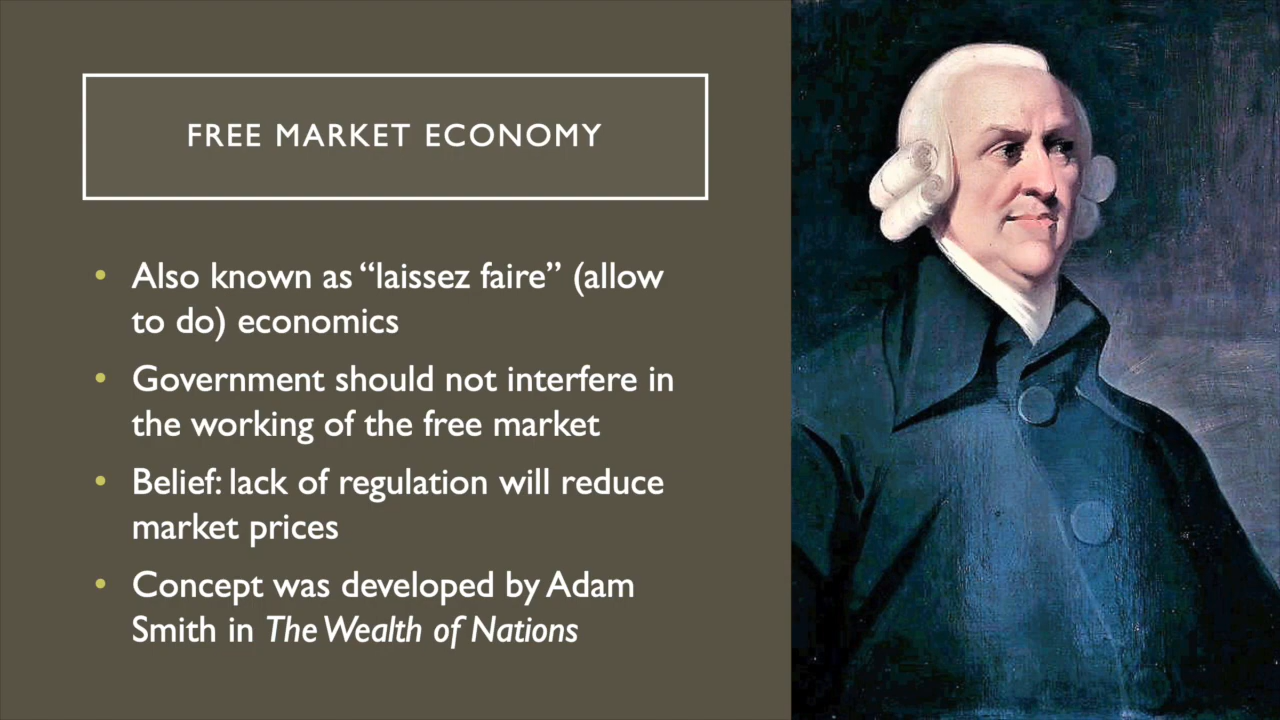 FREE MARKET ECONOMY
• Also known as “laissez faire” (allow
to do) economics
• Government should not interfere in
the working of the free market
• Belief: lack of regulation will reduce
market prices
• Concept was developed by Adam
Smith in The Wealth of Nations